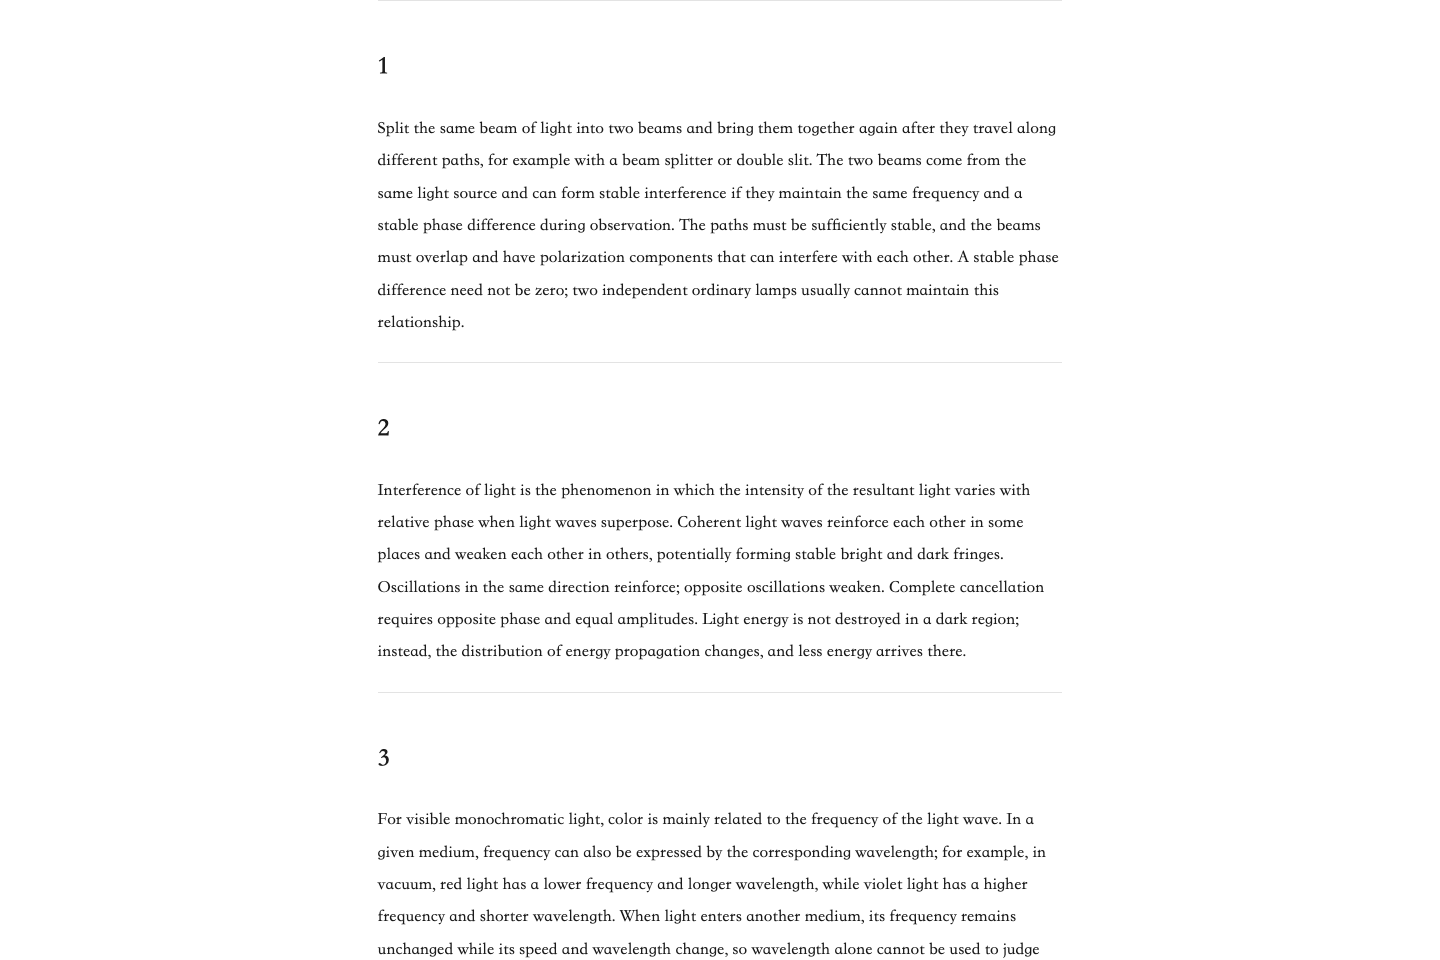 1
Split the same beam of light into two beams and bring them together again after they travel along
different paths, for example with a beam splitter or double slit. The two beams come from the
same light source and can form stable interference if they maintain the same frequency and a
stable phase difference during observation. The paths must be sufficiently stable, and the beams
must overlap and have polarization components that can interfere with each other. A stable phase
difference need not be zero; two independent ordinary lamps usually cannot maintain this
relationship.
2
Interference of light is the phenomenon in which the intensity of the resultant light varies with
relative phase when light waves superpose. Coherent light waves reinforce each other in some
places and weaken each other in others, potentially forming stable bright and dark fringes.
Oscillations in the same direction reinforce; opposite oscillations weaken. Complete cancellation
requires opposite phase and equal amplitudes. Light energy is not destroyed in a dark region;
instead, the distribution of energy propagation changes, and less energy arrives there.
3
For visible monochromatic light, color is mainly related to the frequency of the light wave. In a
given medium, frequency can also be expressed by the corresponding wavelength; for example, in
vacuum, red light has a lower frequency and longer wavelength, while violet light has a higher
frequency and shorter wavelength. When light enters another medium, its frequency remains
unchanged while its speed and wavelength change, so wavelength alone cannot be used to judge